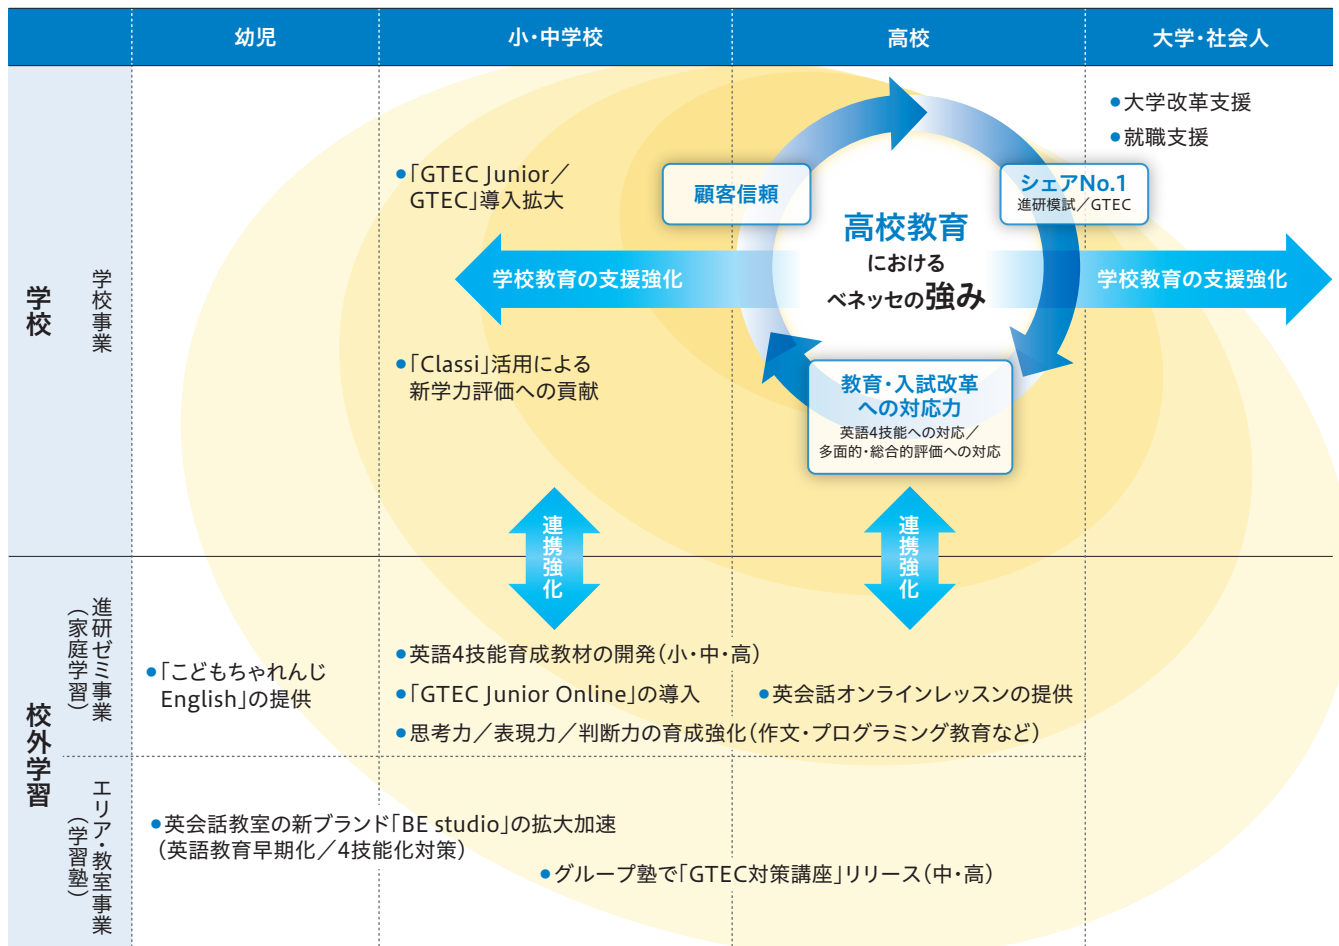 幼児
小・中学校
高校
大学・社会人
学校
学校事業
●「GTEC Junior／
GTEC」導入拡大
学校教育の支援強化
●「Classi」活用による
新学力評価への貢献
顧客信頼
シェアNo.1
進研模試／GTEC
高校教育
における
ベネッセの強み
教育・入試改革
への対応力
英語4技能への対応／
多面的・総合的評価への対応
●大学改革支援
●就職支援
学校教育の支援強化
連携強化
連携強化
校外学習
進研ゼミ事業
（家庭学習）
●「こどもちゃれんじ
English」の提供
●英語4技能育成教材の開発（小・中・高）
●「GTEC Junior Online」の導入
●英会話オンラインレッスンの提供
●思考力／表現力／判断力の育成強化（作文・プログラミング教育など）
エリア・教室事業
（学習塾）
●英会話教室の新ブランド「BE studio」の拡大加速
（英語教育早期化／4技能化対策）
●グループ塾で「GTEC対策講座」リリース（中・高）